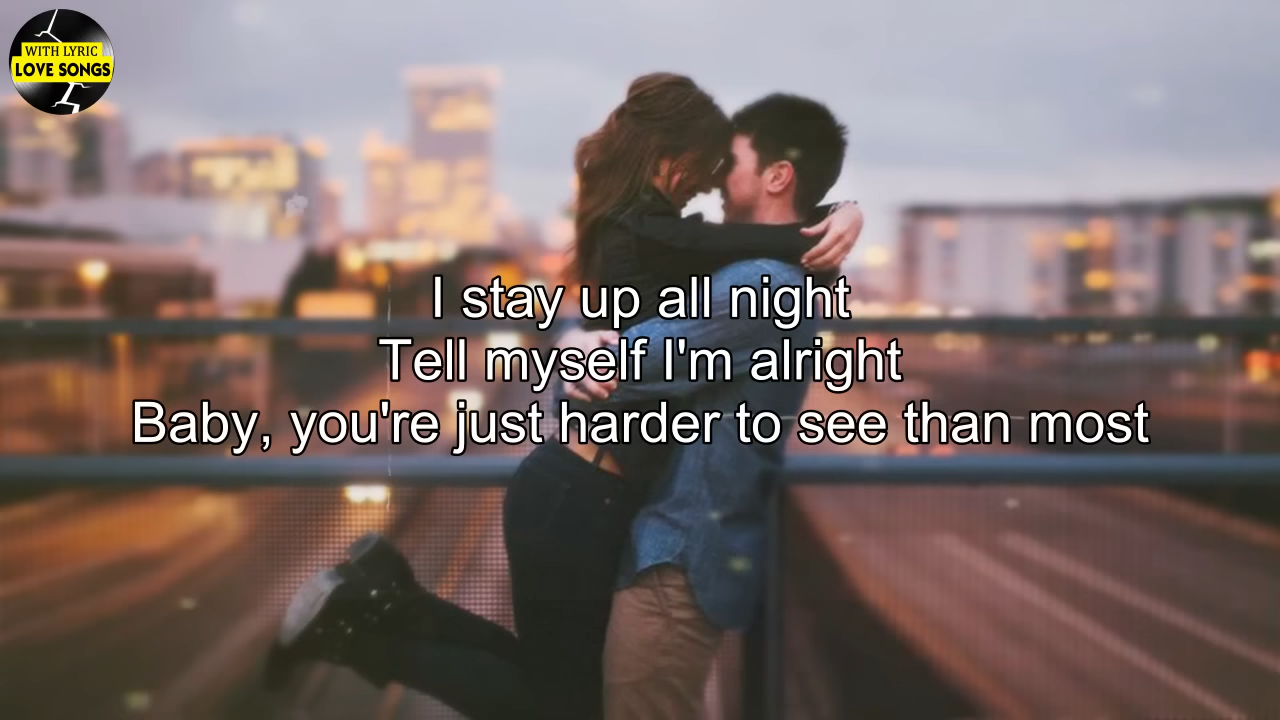 WITH LYRIC
LOVE SONGS
I stay up all night
Tell myself I'm alright
Baby, you're just harder to see than most